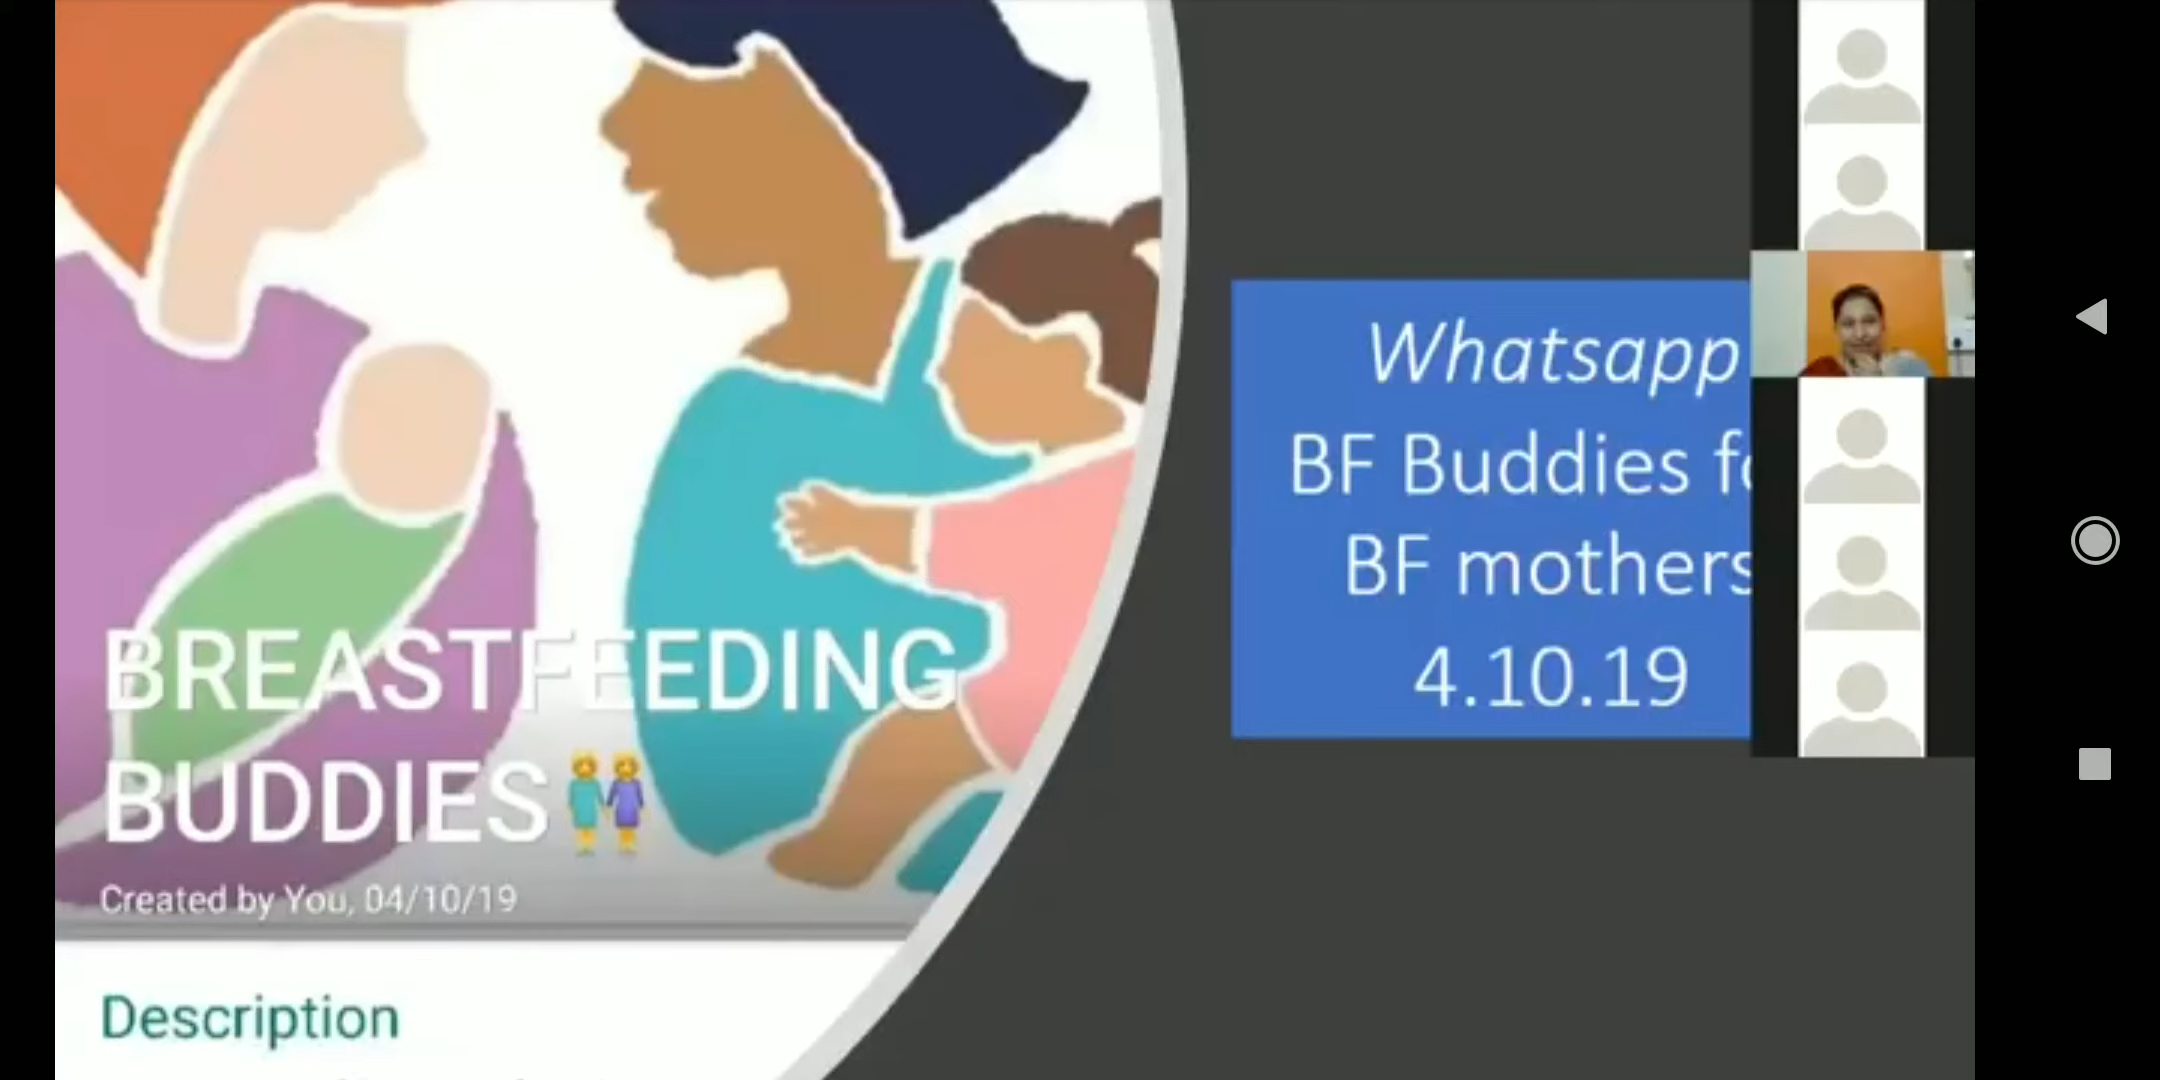 BREASTFEEDING
BUDDIES
Created by You, 04/10/19
Description
Whatsapp
BF Buddies
BF mothers
4.10.19